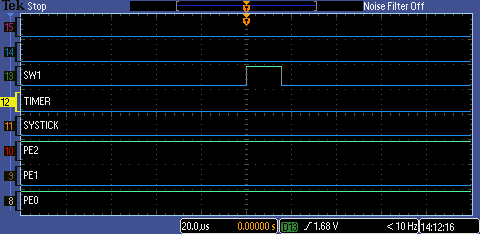 Tek Stop Noise Filter Off
15
14
13 SW1
12 TIMER
11 SYSTICK
10 PE2
9 PE1
8 PE0
20.0µs 0.00000 s D13 1.68 V <10 Hz 14:12:16